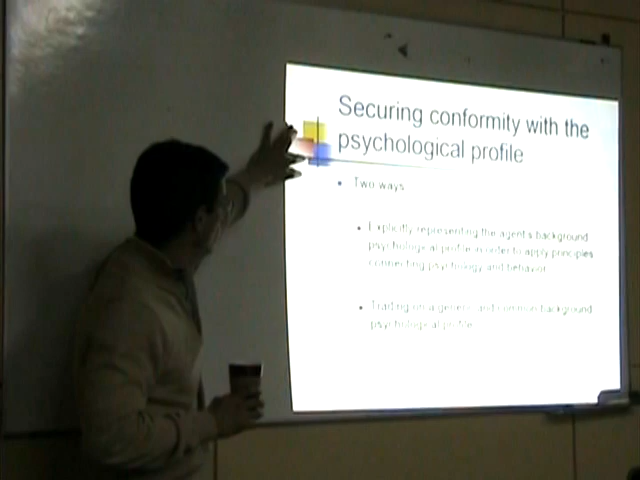 Securing conformity with the
psychological profile
Two ways
Explicitly representing the agent's background
psychological profile in order to apply principles
connecting psychology and behavior
Trading on a generic and common background
psychological profile